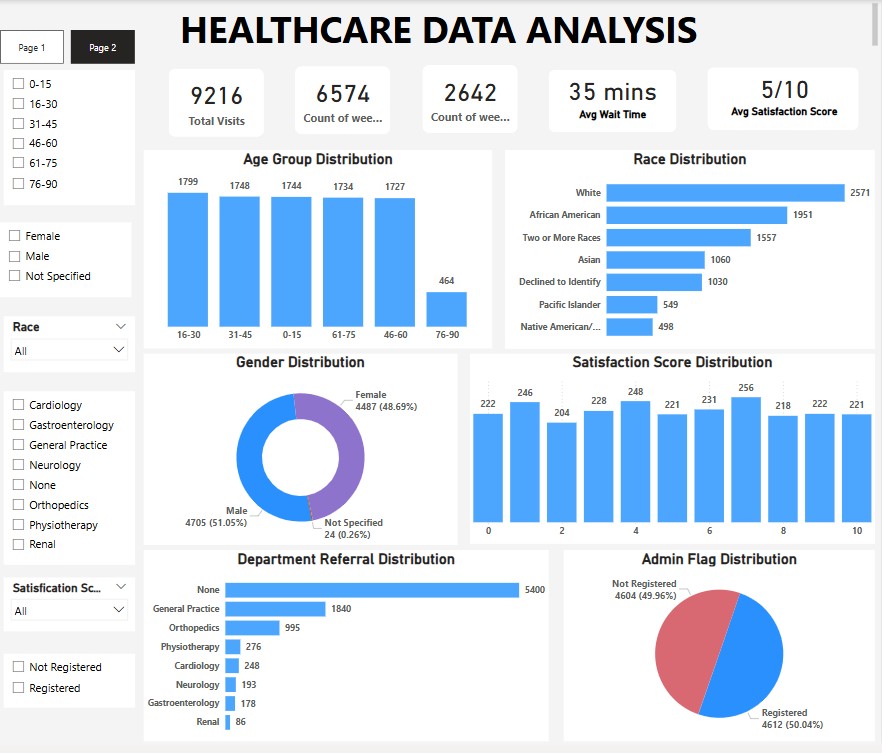 HEALTHCARE DATA ANALYSIS
Page 1
Page 2
0-15
16-30
31-45
46-60
61-75
76-90
Female
Male
Not Specified
Race
All
Cardiology
Gastroenterology
General Practice
Neurology
None
Orthopedics
Physiotherapy
Renal
Satisfication Sc...
All
Not Registered
Registered
9216
Total Visits
6574
Count of wee...
2642
Count of wee...
35 mins
Avg Wait Time
5/10
Avg Satisfaction Score
Age Group Distribution
1799
1748
1744
1734
1727
464
16-30
31-45
0-15
61-75
46-60
76-90
Race Distribution
White
2571
African American
1951
Two or More Races
1557
Asian
1060
Declined to Identify
1030
Pacific Islander
549
Native American/...
498
Gender Distribution
Female
4487 (48.69%)
Male
4705 (51.05%)
Not Specified
24 (0.26%)
Satisfaction Score Distribution
222
246
204
228
248
221
231
256
218
222
221
0
2
4
6
8
10
Department Referral Distribution
None
5400
General Practice
1840
Orthopedics
995
Physiotherapy
276
Cardiology
248
Neurology
193
Gastroenterology
178
Renal
86
Admin Flag Distribution
Not Registered
4604 (49.96%)
Registered
4612 (50.04%)